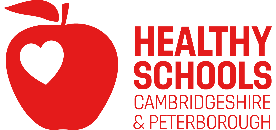 HEALTHY
SCHOOLS
CAMBRIDGESHIRE
& PETERBOROUGH